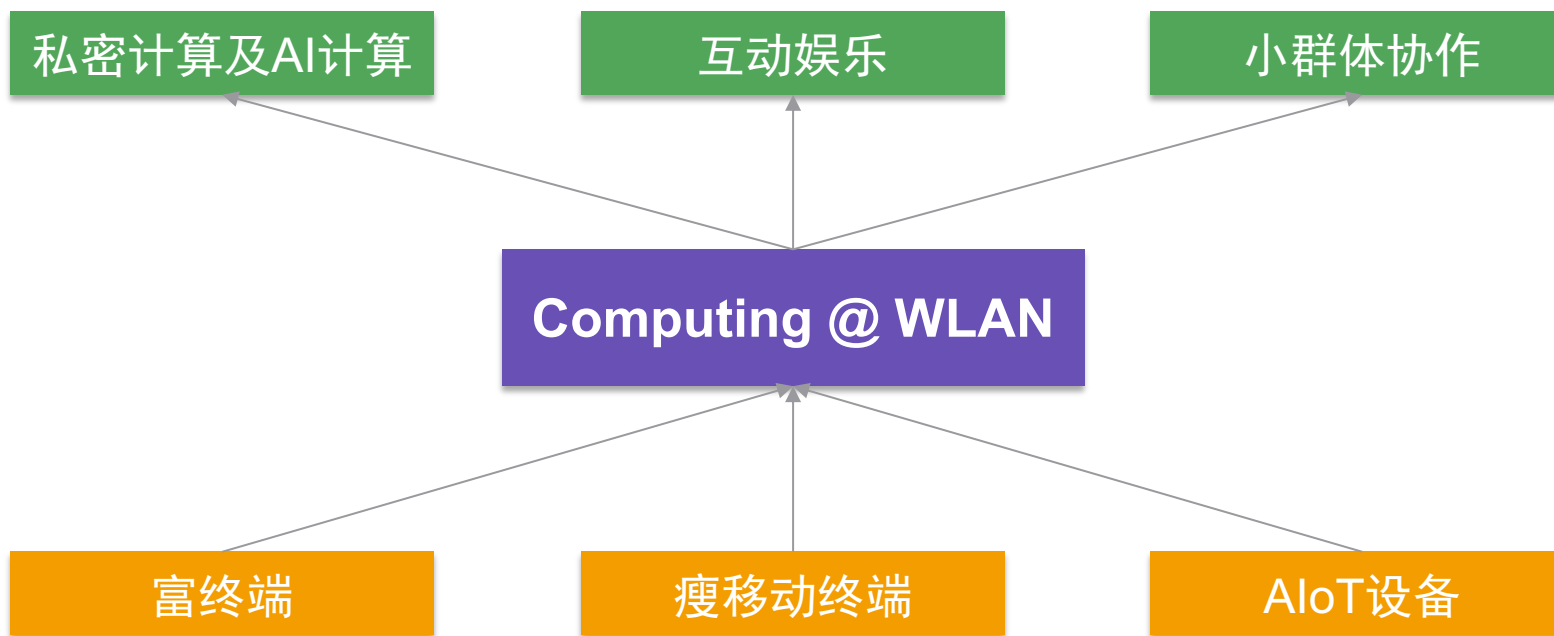 私密计算及AI计算
互动娱乐
小群体协作
Computing @ WLAN
富终端
瘦移动终端
AIoT设备